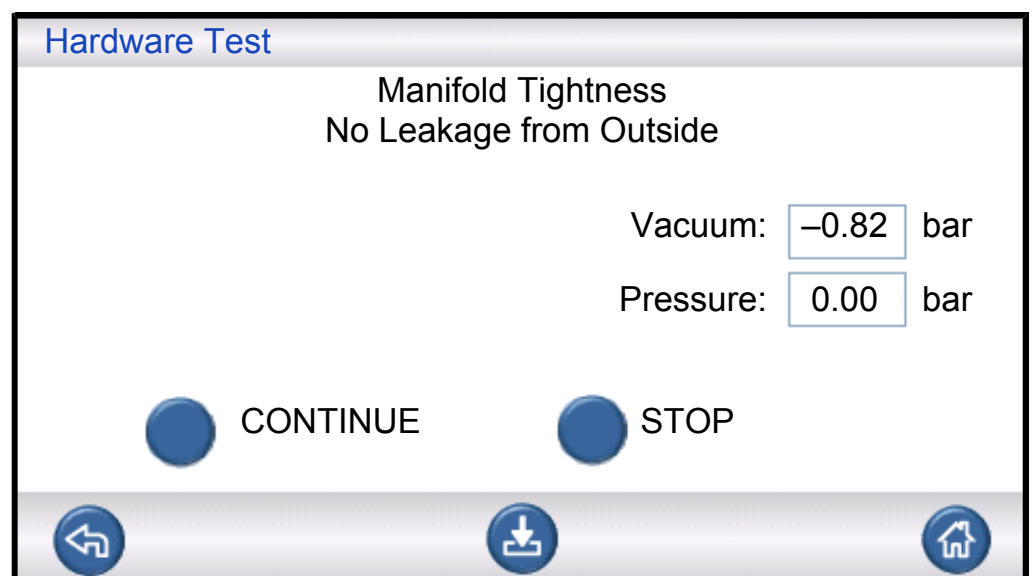 Hardware Test
Manifold Tightness
No Leakage from Outside
Vacuum: –0.82 bar
Pressure: 0.00 bar
CONTINUE STOP